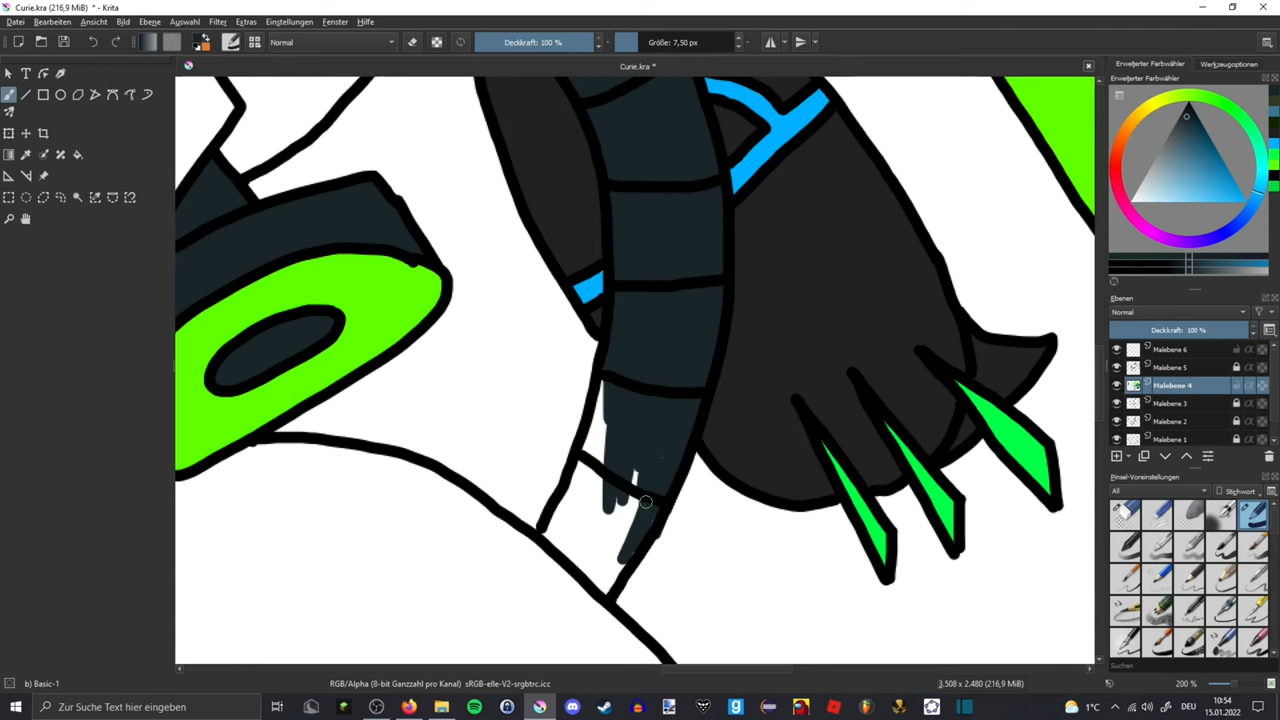 Curie.kra (216,9 MiB) * - Krita
Datei Bearbeiten Ansicht Bild Ebene Auswahl Filter Extras Einstellungen Fenster Hilfe
Normal Deckkraft: 100 % Größe: 7,50 px
Curie.kra *
Erweiterter Farbwähler Werkzeugoptionen
Erweiterter Farbwähler
Ebenen
Normal
Deckkraft: 100 %
Malebene 6
Malebene 5
Malebene 4
Malebene 3
Malebene 2
Malebene 1
Pinsel-Voreinstellungen
All Stichwort
Suchen
b) Basic-1 RGB/Alpha (8-bit Ganzzahl pro Kanal) sRGB-elle-V2-srgbtrc.icc 3.508 x 2.480 (216,9 MiB) 200 %
Zur Suche Text hier eingeben 1°C 10:54
15.01.2022